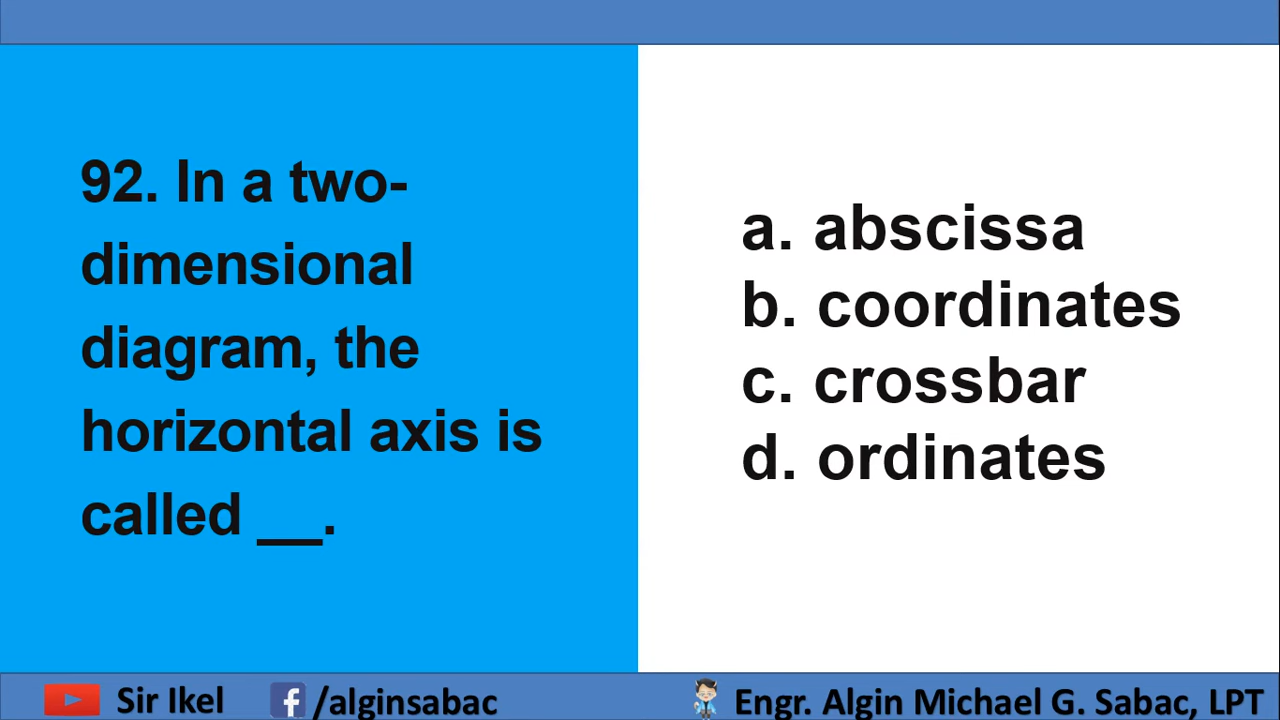 92. In a two-
dimensional
diagram, the
horizontal axis is
called __.
a. abscissa
b. coordinates
c. crossbar
d. ordinates
Sir Ikel
/alginsabac
Engr. Algin Michael G. Sabac, LPT